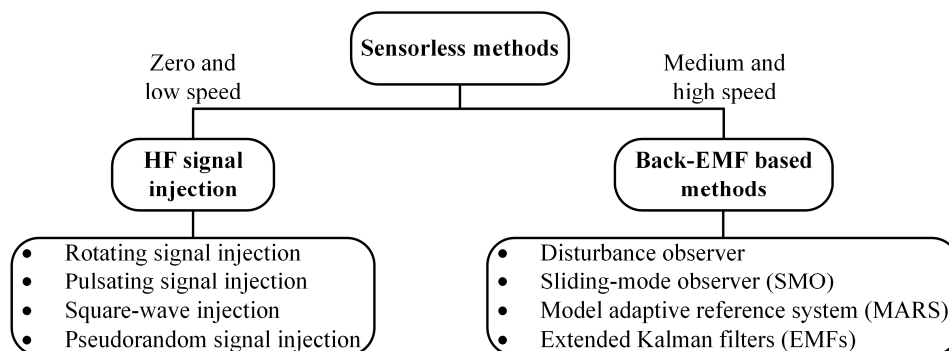 Sensorless methods
Zero and
low speed
Medium and
high speed
HF signal
injection
Back-EMF based
methods
• Rotating signal injection
• Pulsating signal injection
• Square-wave injection
• Pseudorandom signal injection
• Disturbance observer
• Sliding-mode observer (SMO)
• Model adaptive reference system (MARS)
• Extended Kalman filters (EMFs)